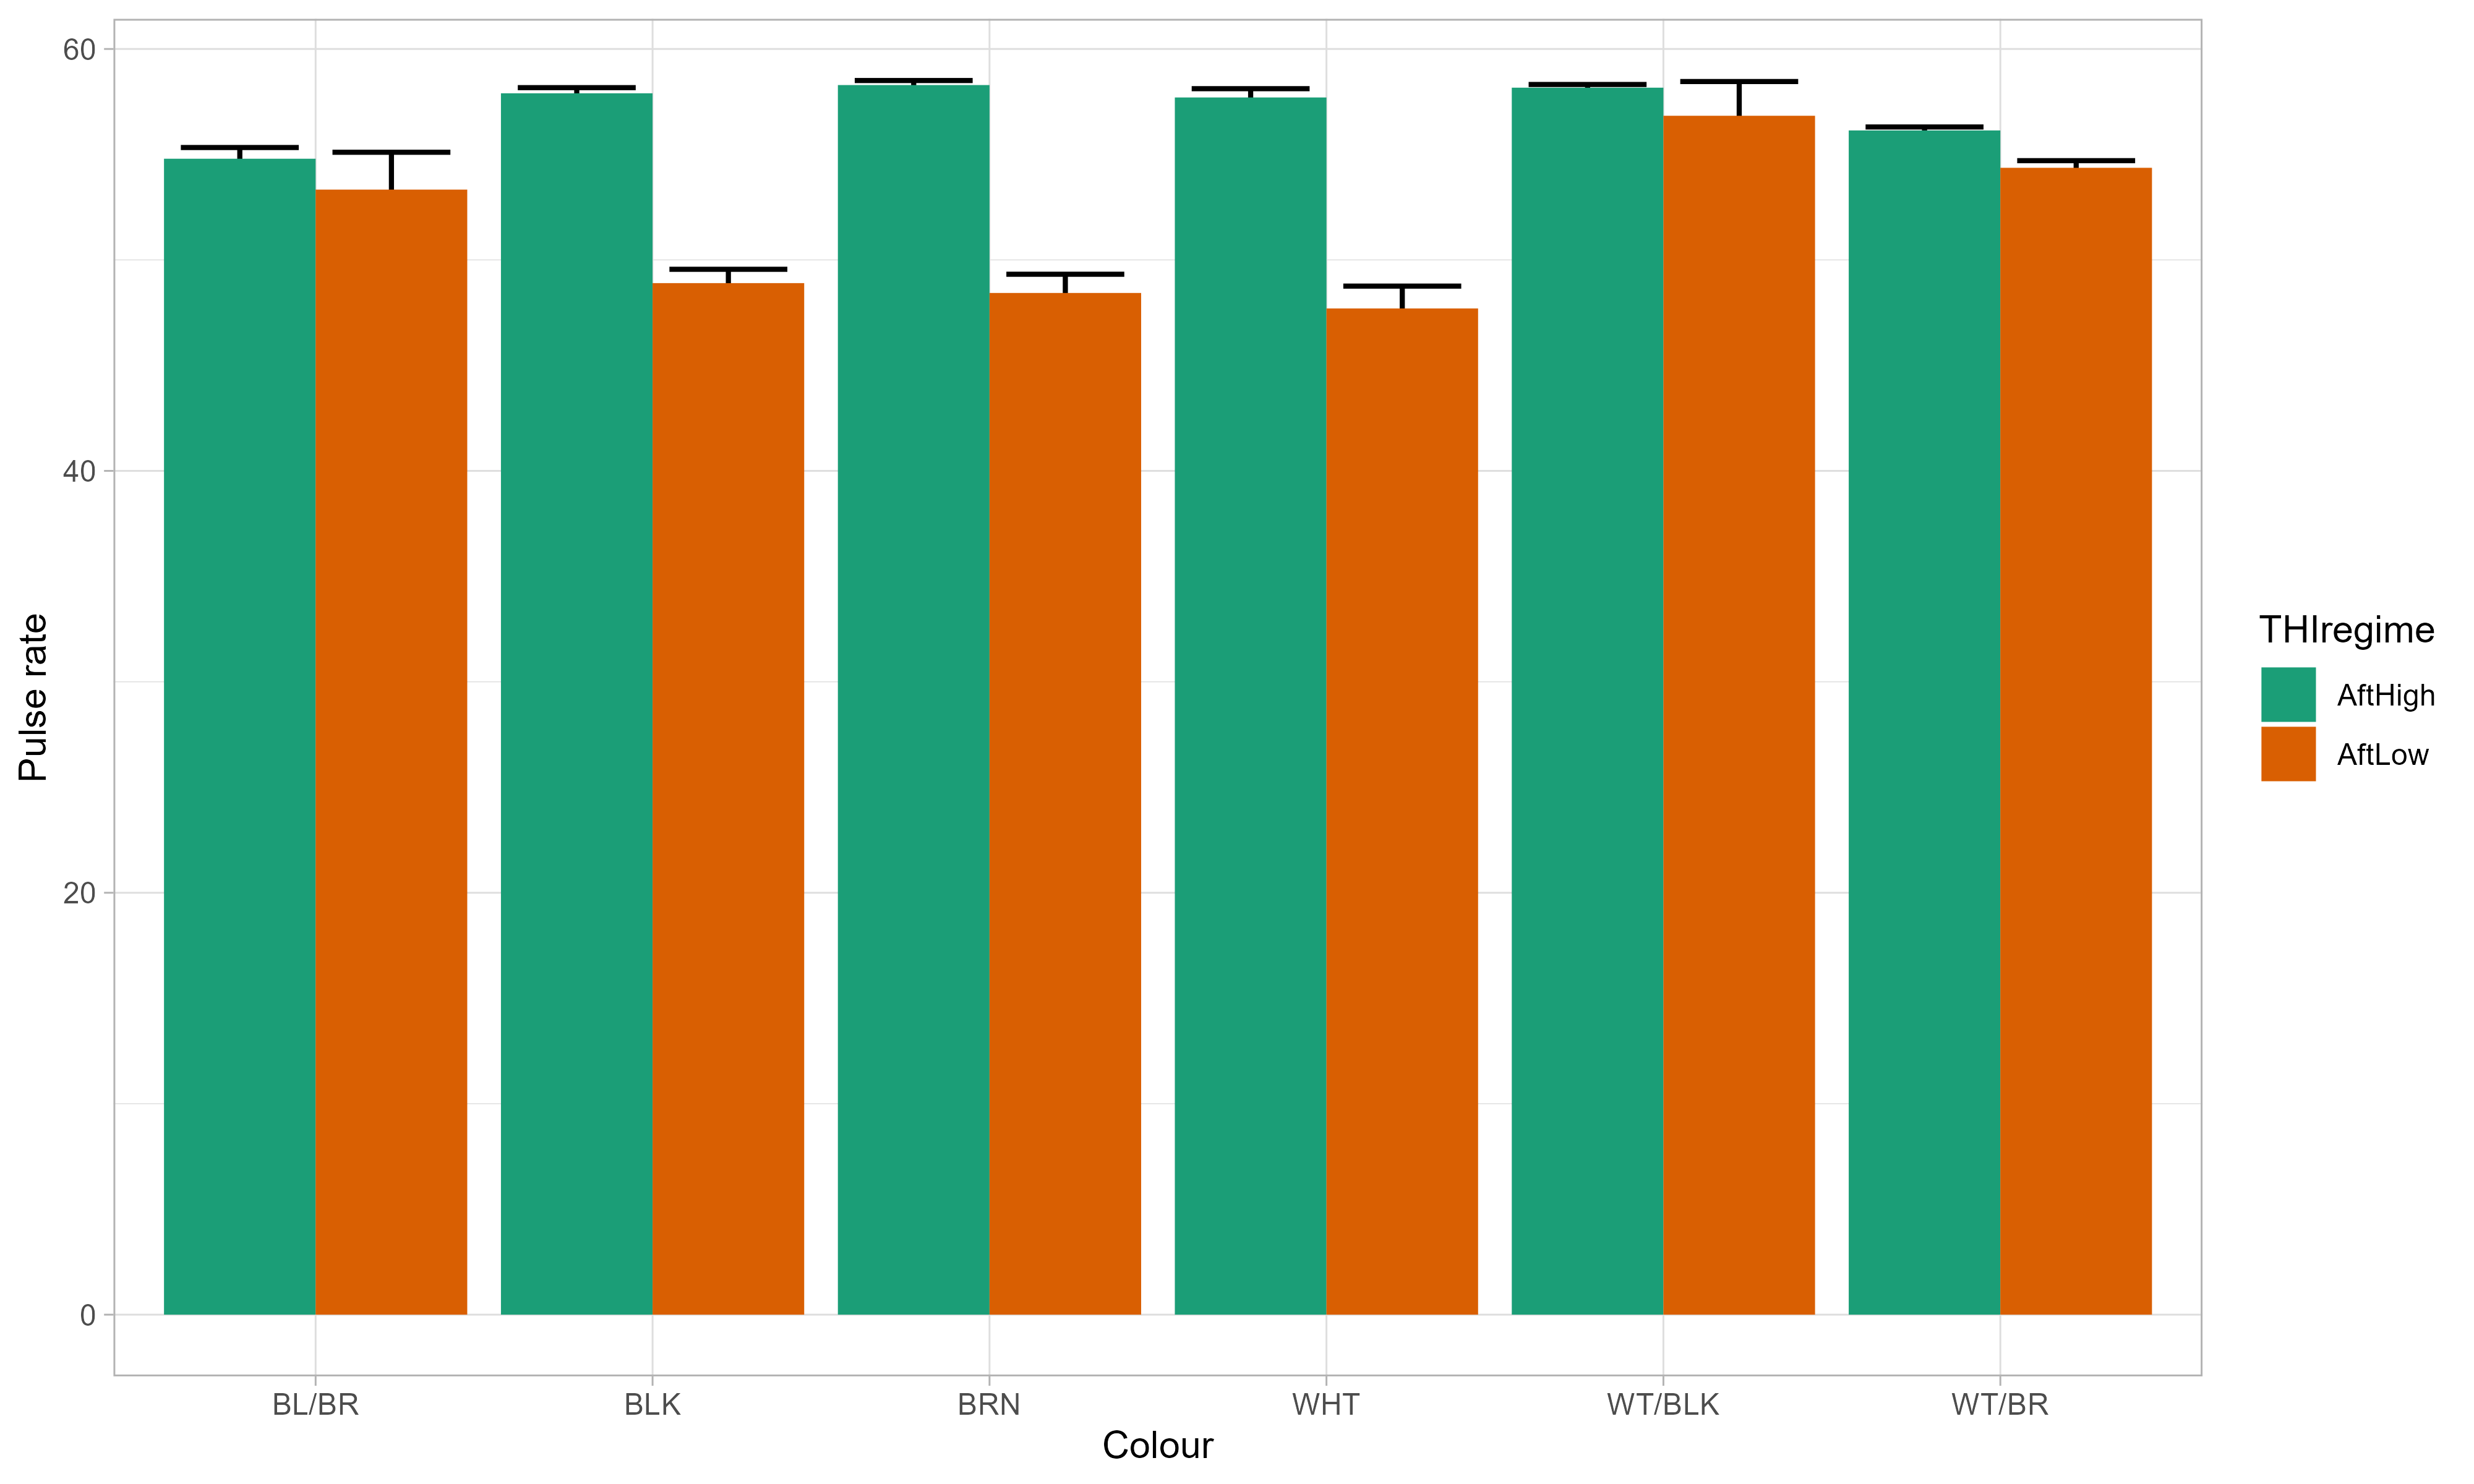 60
40
20
0
Pulse rate
BL/BR BLK BRN WHT WT/BLK WT/BR
Colour
THIregime
AftHigh
AftLow